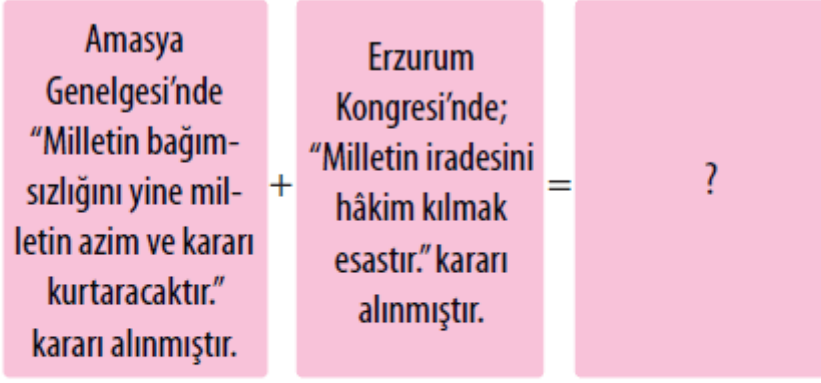 Amasya
Genelgesi’nde
“Milletin bağım-
sızlığını yine mil-
letin azim ve kararı
kurtaracaktır.”
kararı alınmıştır.
+
Erzurum
Kongresi’nde;
“Milletin iradesini
hâkim kılmak
esastır.” kararı
alınmıştır.
=
?